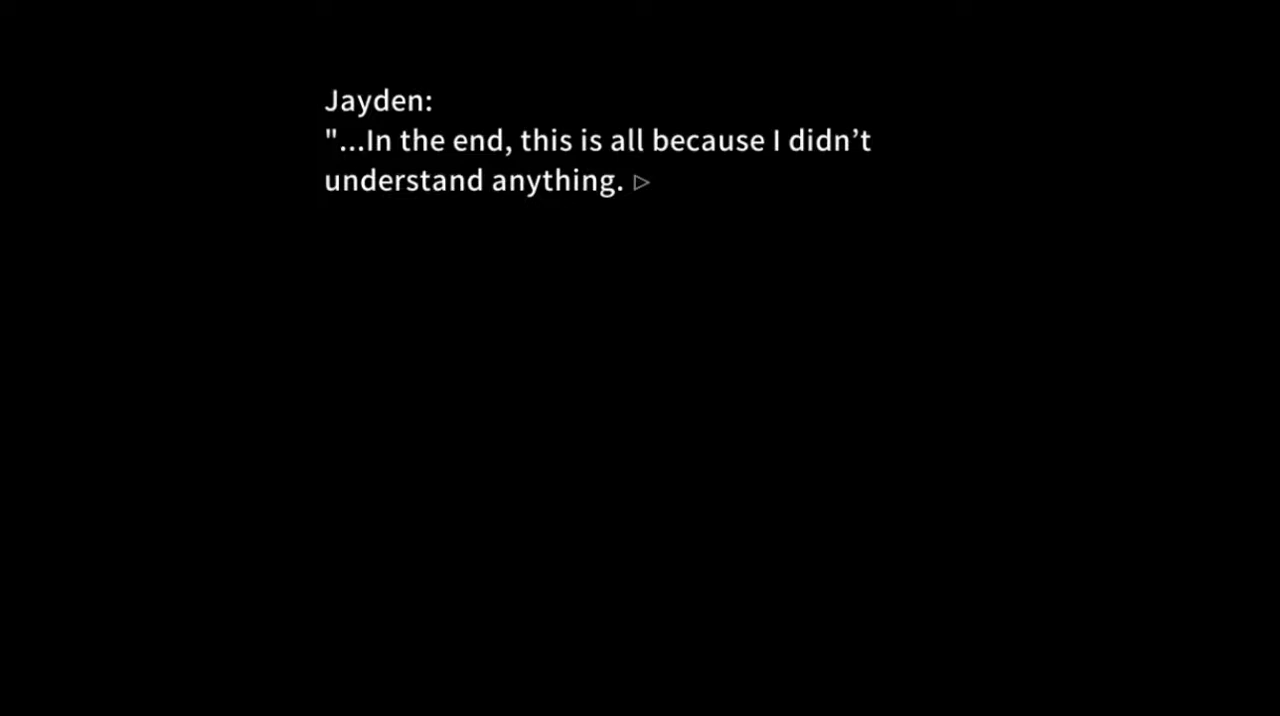 Jayden:
"...In the end, this is all because I didn’t
understand anything. ▷